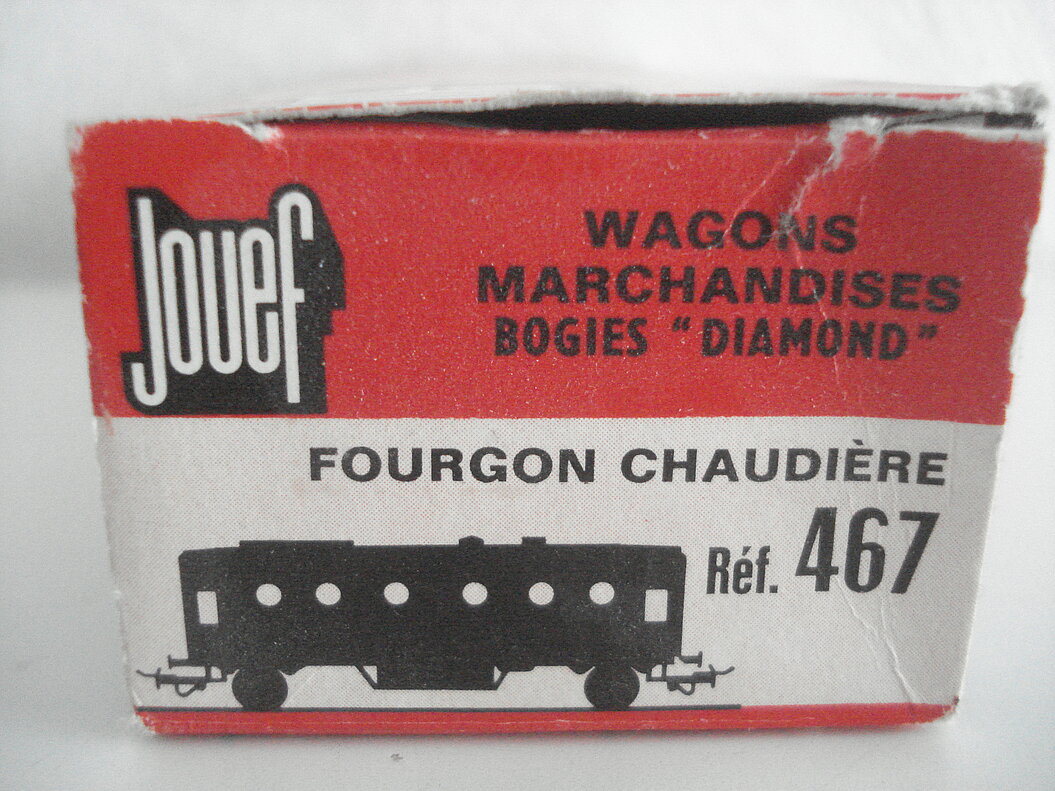 Jouef
WAGONS
MARCHANDISES
BOGIES "DIAMOND"
FOURGON CHAUDIÈRE
Réf. 467